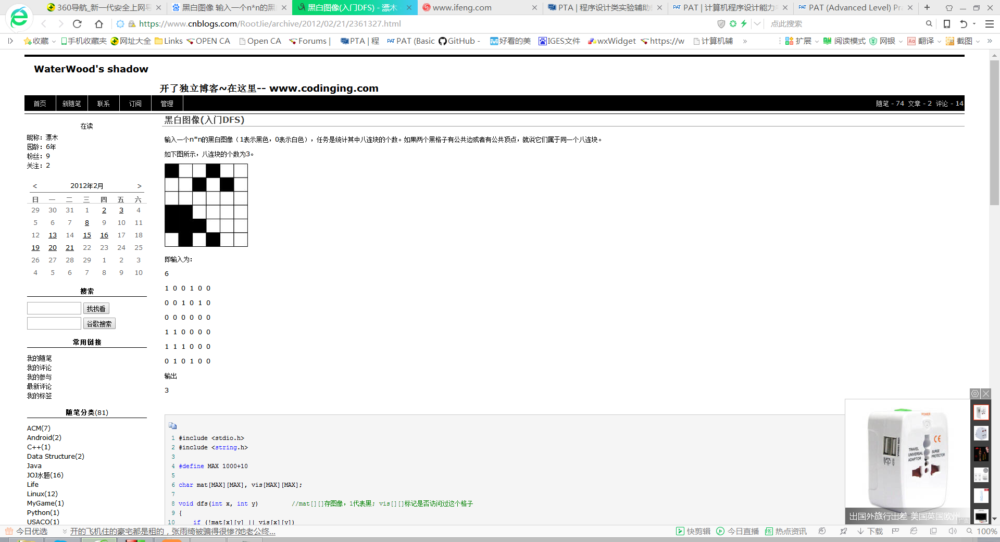 360导航_新一代安全上网导
黑白图像 输入一个n*n的黑
黑白图像(入门DFS) - 漂木
www.ifeng.com
PTA | 程序设计类实验辅助
PAT | 计算机程序设计能力
PAT (Advanced Level) Pr
https://www.cnblogs.com/RootJie/archive/2012/02/21/2361327.html
点此搜索
收藏 手机收藏夹 网址大全 Links OPEN CA Open CA Forums | PTA | 程 PAT (Basic GitHub - 好看的美 IGES文件 wxWidget https://w 计算机辅 » 扩展 阅读模式 网银 翻译 截图 »
WaterWood's shadow
开了独立博客~在这里-- www.codinging.com
首页 新随笔 联系 订阅 管理
随笔 - 74 文章 - 2 评论 - 14
在读
昵称：漂木
园龄：6年
粉丝：9
关注：2
< 2012年2月 >
日 一 二 三 四 五 六
29 30 31 1 2 3 4
5 6 7 8 9 10 11
12 13 14 15 16 17 18
19 20 21 22 23 24 25
26 27 28 29 1 2 3
4 5 6 7 8 9 10
搜索
找找看
谷歌搜索
常用链接
我的随笔
我的评论
我的参与
最新评论
我的标签
随笔分类(81)
ACM(7)
Android(2)
C++(1)
Data Structure(2)
Java
JOJ水题(16)
Life
Linux(12)
MyGame(1)
Python(1)
USACO(1)
黑白图像(入门DFS)
输入一个n*n的黑白图像（1表示黑色，0表示白色），任务是统计其中八连块的个数。如果两个黑格子有公共边或者有公共顶点，就说它们属于同一个八连块。
如下图所示，八连块的个数为3。
即输入为：
6
1 0 0 1 0 0
0 0 1 0 1 0
0 0 0 0 0 0
1 1 0 0 0 0
1 1 1 0 0 0
0 1 0 1 0 0
输出
3
1 #include <stdio.h>
2 #include <string.h>
3
4 #define MAX 1000+10
5
6 char mat[MAX][MAX], vis[MAX][MAX];
7
8 void dfs(int x, int y) //mat[][]存图像，1代表黑；vis[][]标记是否访问过这个格子
9 {
10 if (!mat[x][y] || vis[x][y])
POWER
TRAVEL UNIVERSAL ADAPTOR
CE
SURGE PROTECTOR
出国外旅行出差 美国英国欧州
广告
今日优选
开的飞机住的豪宅都是租的，张雨绮被骗得很惨?她老公终...
快剪辑 今日直播 热点资讯 下载 100%